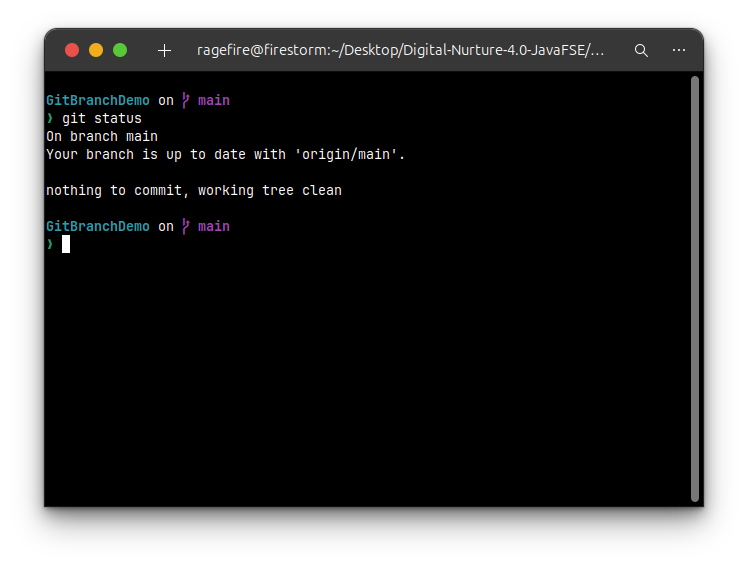 ragefire@firestorm:~/Desktop/Digital-Nurture-4.0-JavaFSE/...
GitBranchDemo on main
❯ git status
On branch main
Your branch is up to date with 'origin/main'.
nothing to commit, working tree clean
GitBranchDemo on main
❯